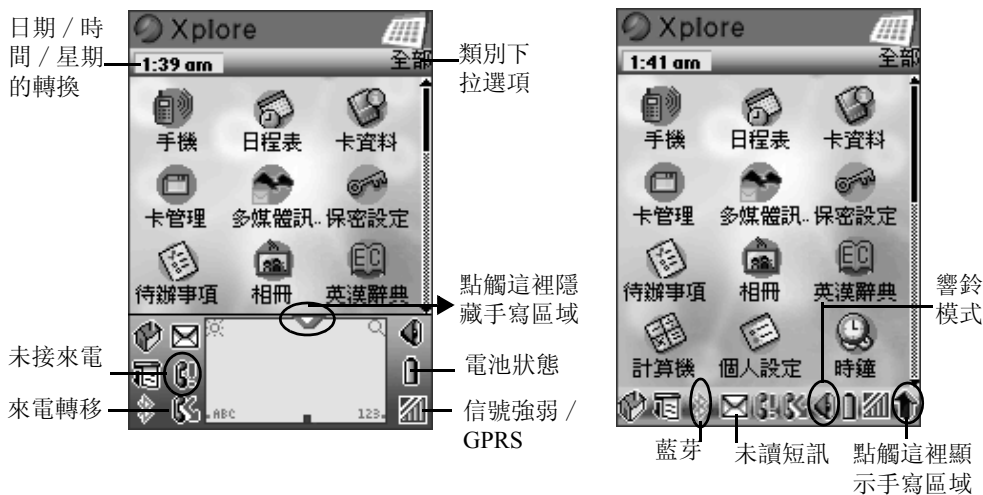 日期／時
間／星期
的轉換
Xplore
1:39 am
全部
類別下
拉選項
手機
日程表
卡資料
卡管理
多媒體訊..
保密設定
EC
待辦事項
相冊
英漢辭典
點觸這裡隱
藏手寫區域
未接來電
電池狀態
來電轉移
ABC
123
信號強弱／
GPRS
Xplore
1:41 am
全部
手機
日程表
卡資料
卡管理
多媒體訊..
保密設定
EC
待辦事項
相冊
英漢辭典
響鈴
模式
計算機
個人設定
時鐘
藍芽
未讀短訊
點觸這裡顯
示手寫區域